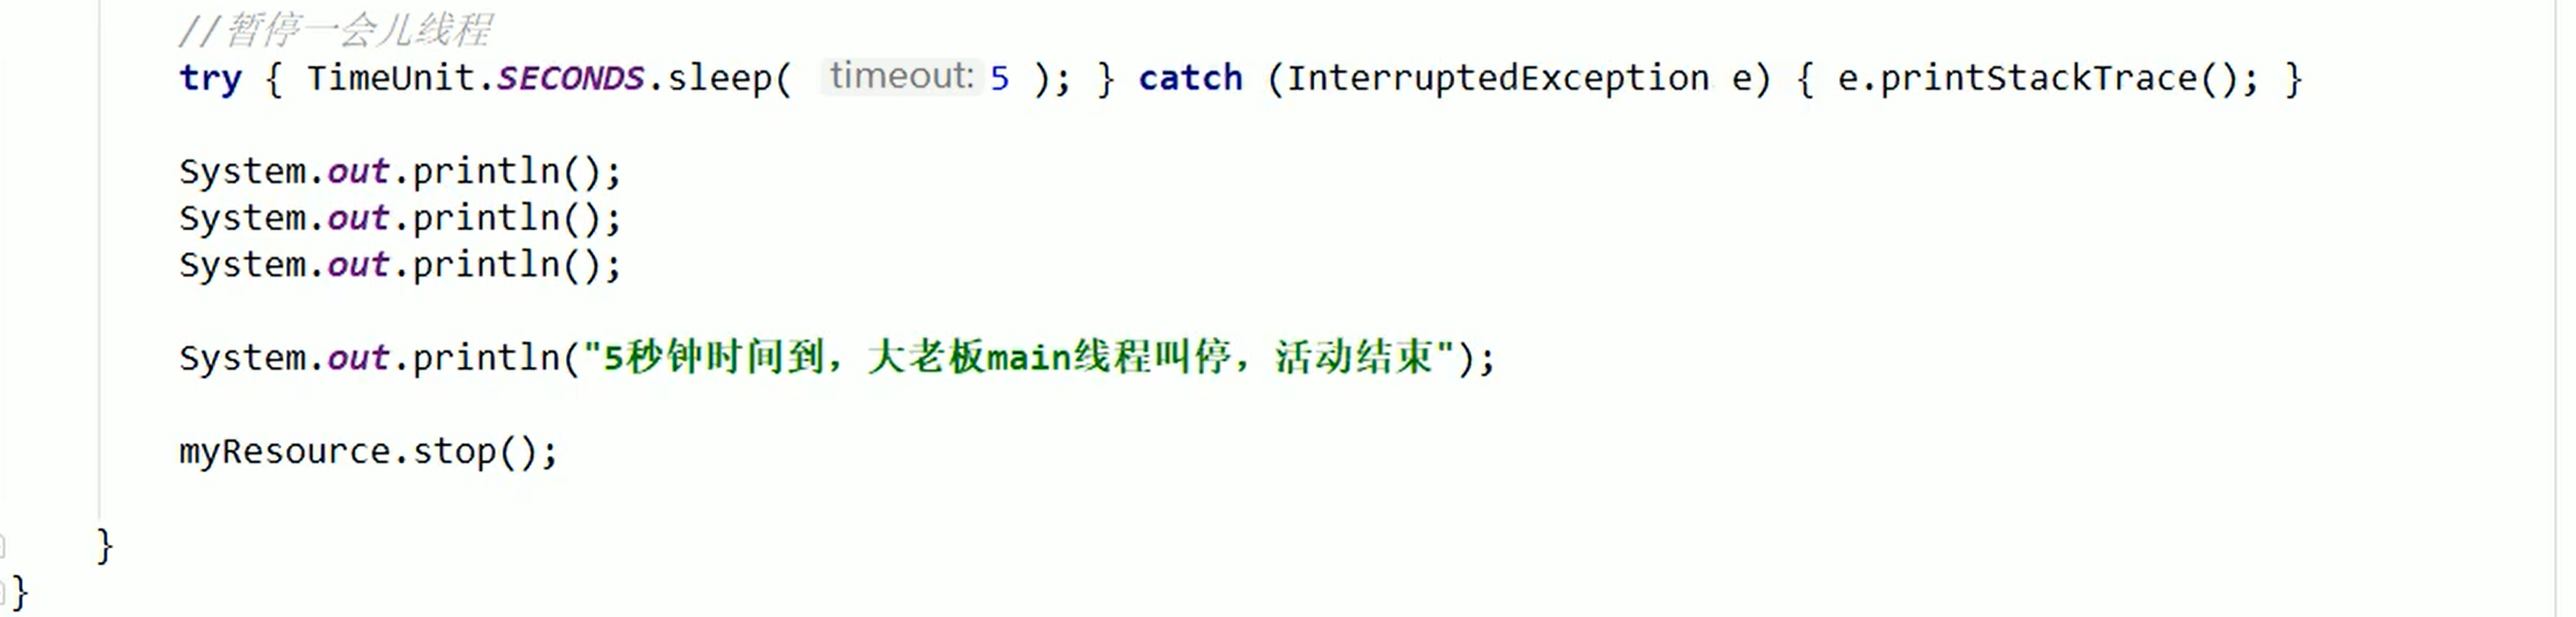 //暂停一会儿线程
try { TimeUnit.SECONDS.sleep( timeout: 5 ); } catch (InterruptedException e) { e.printStackTrace(); }
System.out.println();
System.out.println();
System.out.println();
System.out.println("5秒钟时间到，大老板main线程叫停，活动结束");
myResource.stop();
}
}